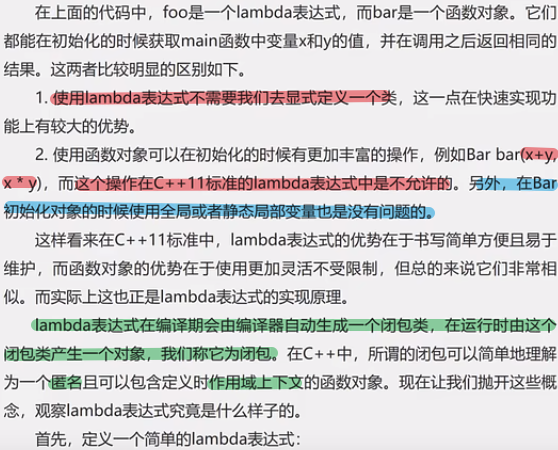 在上面的代码中，foo是一个lambda表达式，而bar是一个函数对象。它们
都能在初始化的时候获取main函数中变量x和y的值，并在调用之后返回相同的
结果。这两者比较明显的区别如下。
1. 使用lambda表达式不需要我们去显式定义一个类，这一点在快速实现功
能上有较大的优势。
2. 使用函数对象可以在初始化的时候有更加丰富的操作，例如Bar bar(x+y,
x * y)，而这个操作在C++11标准的lambda表达式中是不允许的。另外，在Bar
初始化对象的时候使用全局或者静态局部变量也是没有问题的。
这样看来在C++11标准中，lambda表达式的优势在于书写简单方便且易于
维护，而函数对象的优势在于使用更加灵活不受限制，但总的来说它们非常相
似。而实际上这也正是lambda表达式的实现原理。
lambda表达式在编译期会由编译器自动生成一个闭包类，在运行时由这个
闭包类产生一个对象，我们称它为闭包。在C++中，所谓的闭包可以简单地理解
为一个匿名且可以包含定义时作用域上下文的函数对象。现在让我们抛开这些概
念，观察lambda表达式究竟是什么样子的。
首先，定义一个简单的lambda表达式：